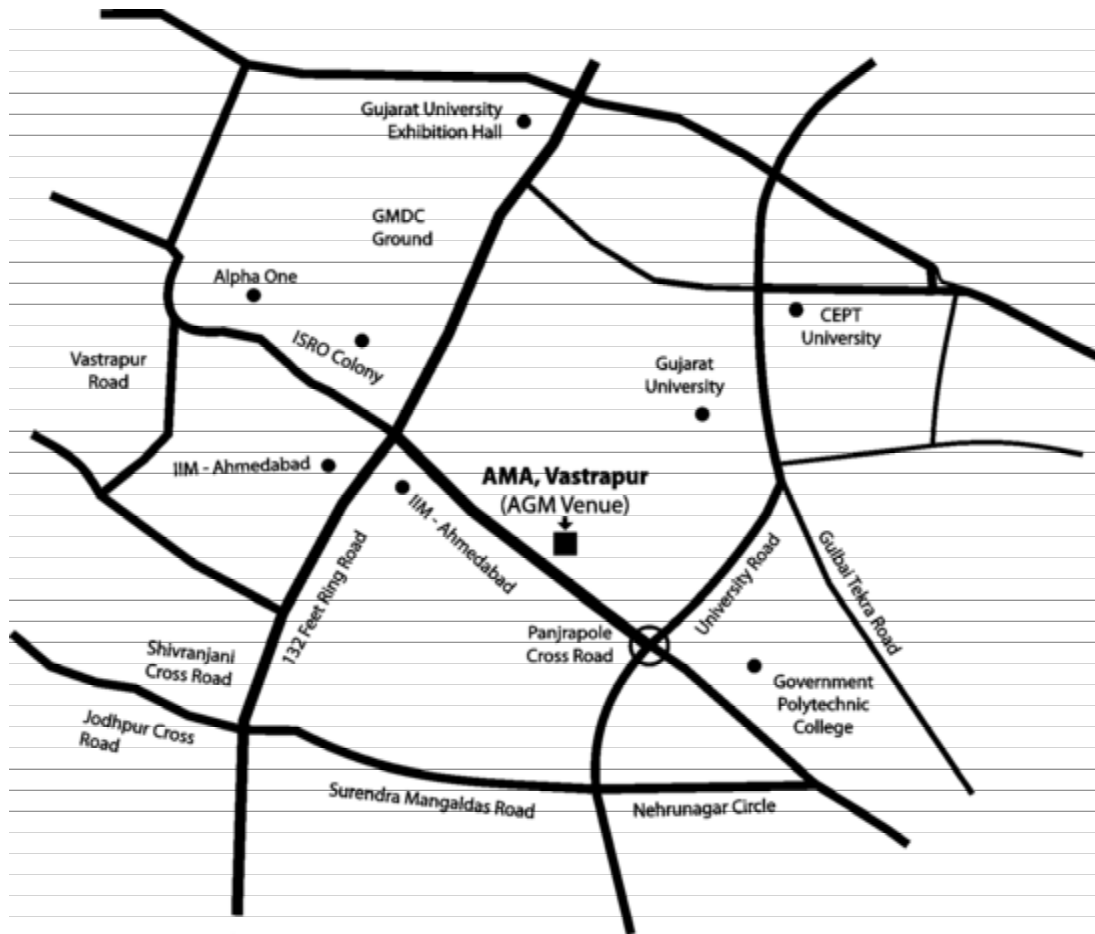 Gujarat University
Exhibition Hall
GMDC
Ground
Alpha One
ISRO Colony
CEPT
University
Vastrapur
Road
Gujarat
University
IIM - Ahmedabad
AMA, Vastrapur
(AGM Venue)
IIM - Ahmedabad
132 Feet Ring Road
University Road
Gulbai Tekra Road
Panjrapole
Cross Road
Shivranjani
Cross Road
Government
Polytechnic
College
Jodhpur Cross
Road
Surendra Mangaldas Road
Nehrunagar Circle